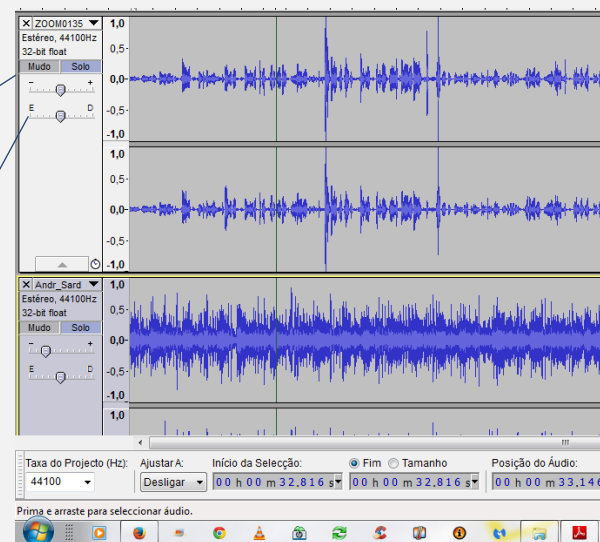 ZOOM0135
Estéreo, 44100Hz
32-bit float
Mudo Solo
- +
E D
1,0
0,5-
0,0-
-0,5-
-1,0
1,0
0,5-
0,0-
-0,5-
-1,0
Andr_Sard
Estéreo, 44100Hz
32-bit float
Mudo Solo
- +
E D
1,0
0,5-
0,0-
-0,5-
-1,0
1,0
Taxa do Projecto (Hz): Ajustar A: Início da Selecção: Fim Tamanho Posição do Áudio:
44100 Desligar 00 h 00 m 32,816 s 00 h 00 m 32,816 s 00 h 00 m 33,146
Prima e arraste para seleccionar áudio.